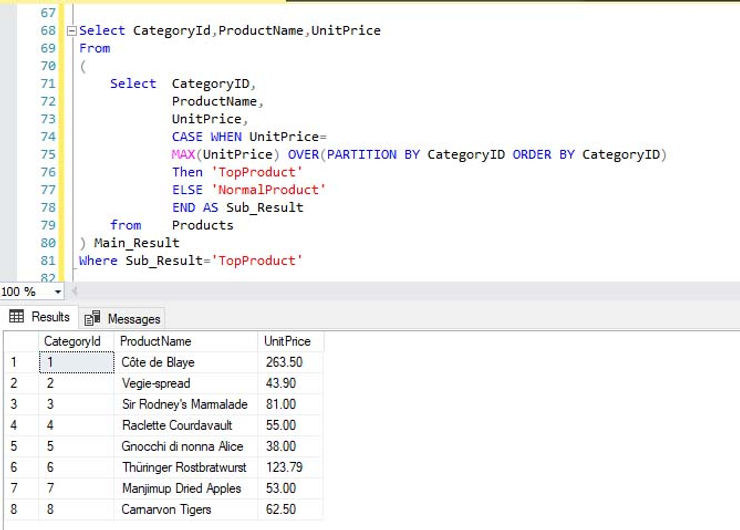 67
68 Select CategoryId,ProductName,UnitPrice
69 From
70 (
71 Select CategoryID,
72 ProductName,
73 UnitPrice,
74 CASE WHEN UnitPrice=
75 MAX(UnitPrice) OVER(PARTITION BY CategoryID ORDER BY CategoryID)
76 Then 'TopProduct'
77 ELSE 'NormalProduct'
78 END AS Sub_Result
79 from Products
80 ) Main_Result
81 Where Sub_Result='TopProduct'
82
100 %
Results Messages
CategoryId ProductName UnitPrice
1 1 Côte de Blaye 263.50
2 2 Vegie-spread 43.90
3 3 Sir Rodney's Marmalade 81.00
4 4 Raclette Courdavault 55.00
5 5 Gnocchi di nonna Alice 38.00
6 6 Thüringer Rostbratwurst 123.79
7 7 Manjimup Dried Apples 53.00
8 8 Carnarvon Tigers 62.50